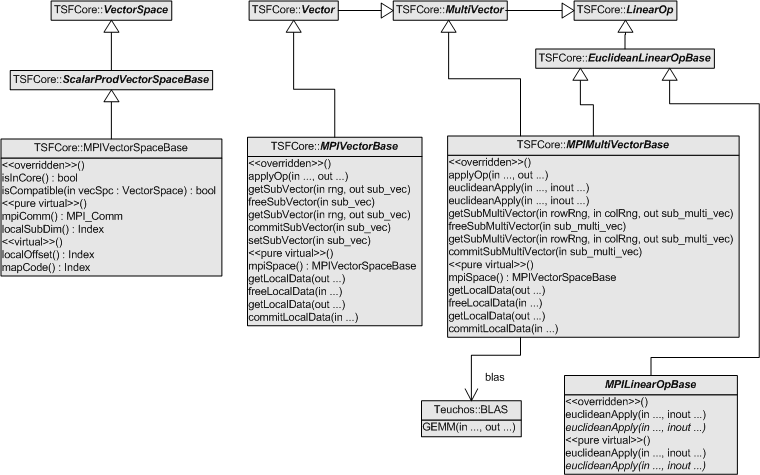 TSFCore::VectorSpace
TSFCore::Vector
TSFCore::MultiVector
TSFCore::LinearOp
TSFCore::ScalarProdVectorSpaceBase
TSFCore::EuclideanLinearOpBase
TSFCore::MPIVectorSpaceBase
<<overridden>>()
isInCore() : bool
isCompatible(in vecSpc : VectorSpace) : bool
<<pure virtual>>()
mpiComm() : MPI_Comm
localSubDim() : Index
<<virtual>>()
localOffset() : Index
mapCode() : Index
TSFCore::MPIVectorBase
<<overridden>>()
applyOp(in ..., out ...)
getSubVector(in rng, out sub_vec)
freeSubVector(in sub_vec)
getSubVector(in rng, out sub_vec)
commitSubVector(in sub_vec)
setSubVector(in sub_vec)
<<pure virtual>>()
mpiSpace() : MPIVectorSpaceBase
getLocalData(out ...)
freeLocalData(in ...)
getLocalData(out ...)
commitLocalData(in ...)
TSFCore::MPIMultiVectorBase
<<overridden>>()
applyOp(in ..., out ...)
euclideanApply(in ..., inout ...)
euclideanApply(in ..., inout ...)
getSubMultiVector(in rowRng, in colRng, out sub_multi_vec)
freeSubMultiVector(in sub_multi_vec)
getSubMultiVector(in rowRng, in colRng, out sub_multi_vec)
commitSubMultiVector(in sub_multi_vec)
<<pure virtual>>()
mpiSpace() : MPIVectorSpaceBase
getLocalData(out ...)
freeLocalData(in ...)
getLocalData(out ...)
commitLocalData(in ...)
blas
Teuchos::BLAS
GEMM(in ..., out ...)
MPILinearOpBase
<<overridden>>()
euclideanApply(in ..., inout ...)
euclideanApply(in ..., inout ...)
<<pure virtual>>()
euclideanApply(in ..., inout ...)
euclideanApply(in ..., inout ...)